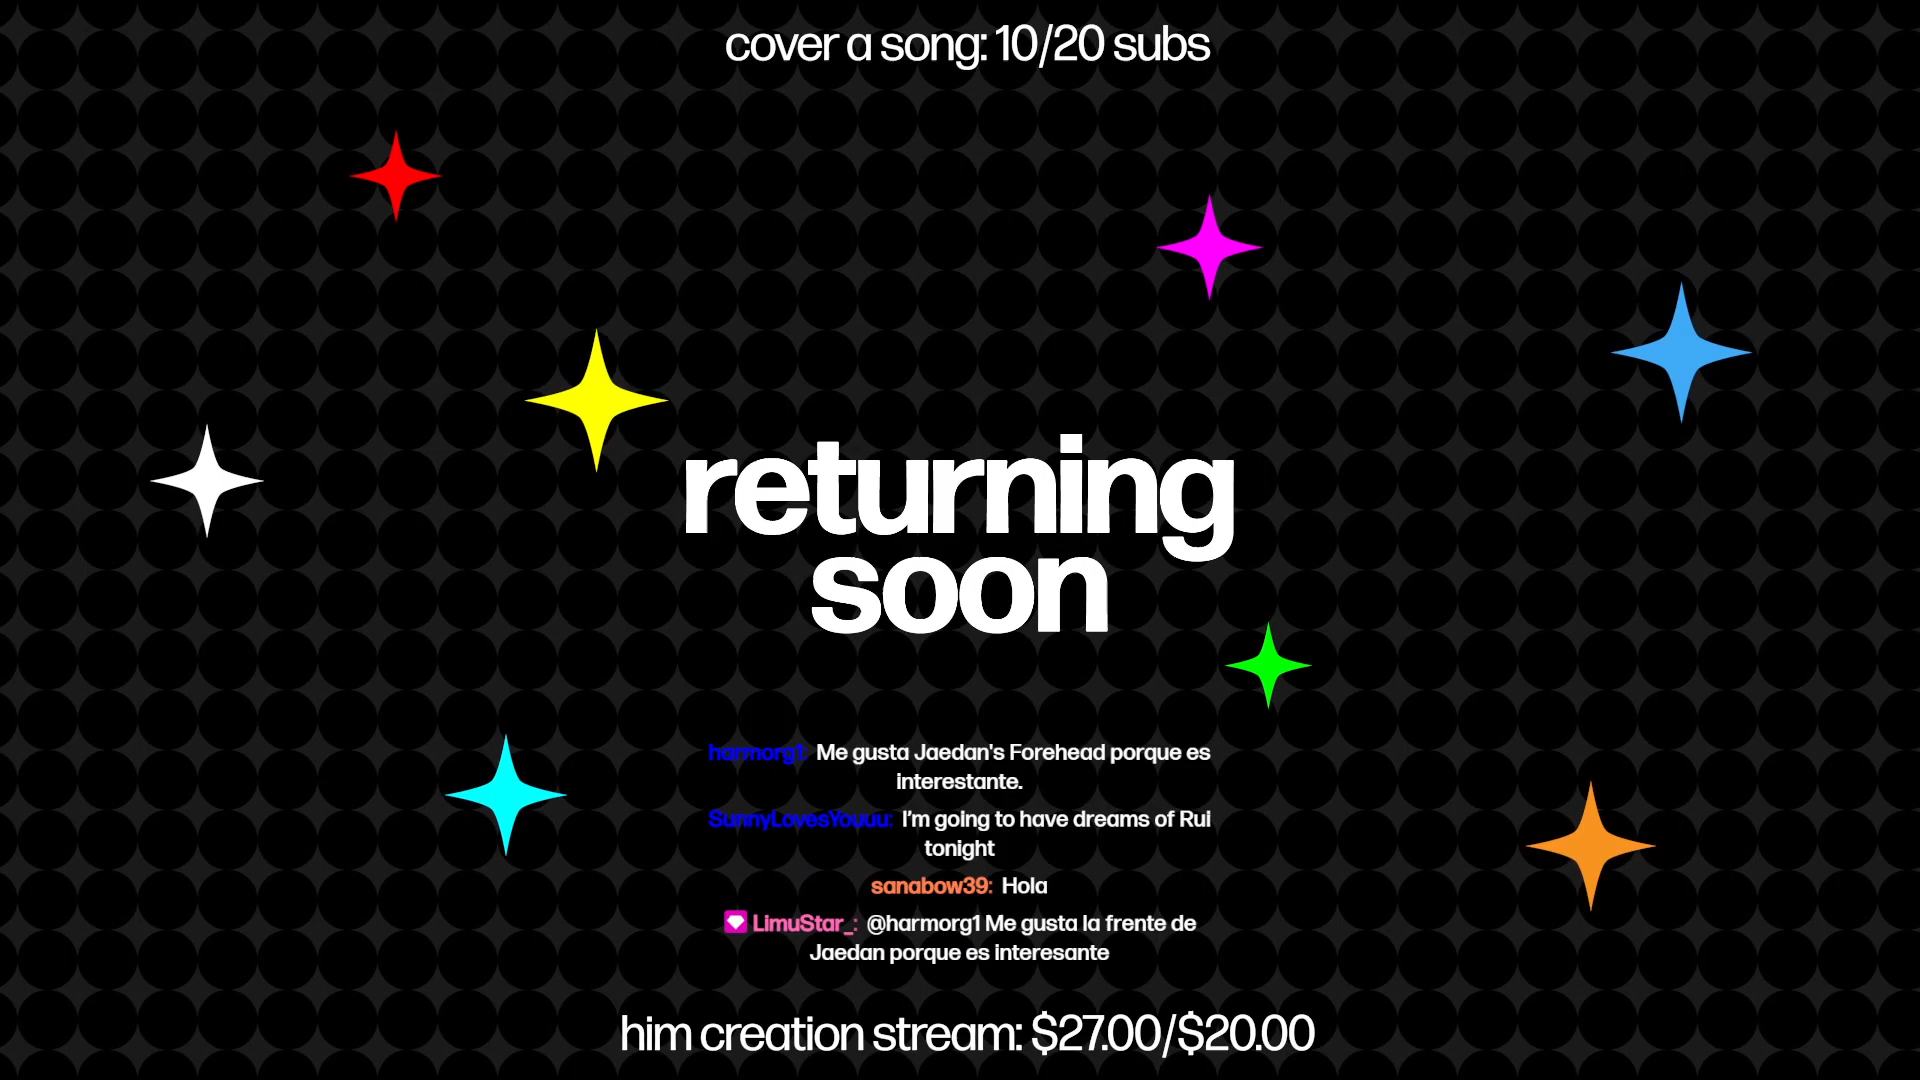 cover a song: 10/20 subs
returning
soon
harmorg1: Me gusta Jaedan's Forehead porque es
interestante.
SunnyLovesYouuu: I'm going to have dreams of Rui
tonight
sanabow39: Hola
LimuStar_: @harmorg1 Me gusta la frente de
Jaedan porque es interesante
him creation stream: $27.00/$20.00